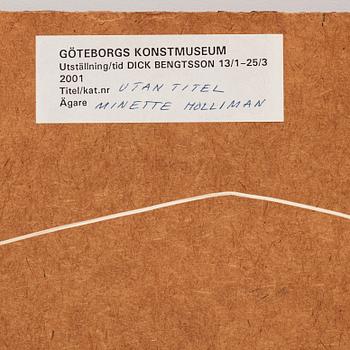 GÖTEBORGS KONSTMUSEUM
Utställning/tid DICK BENGTSSON 13/1–25/3
2001
Titel/kat.nr UTAN TITEL
Ägare MINETTE HOLLIMAN